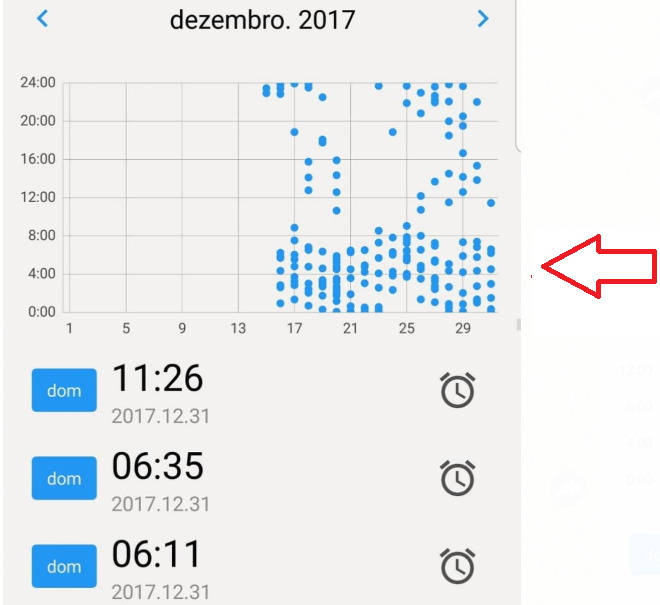 dezembro. 2017
24:00
20:00
16:00
12:00
8:00
4:00
0:00
1 5 9 13 17 21 25 29
dom 11:26
2017.12.31
dom 06:35
2017.12.31
dom 06:11
2017.12.31